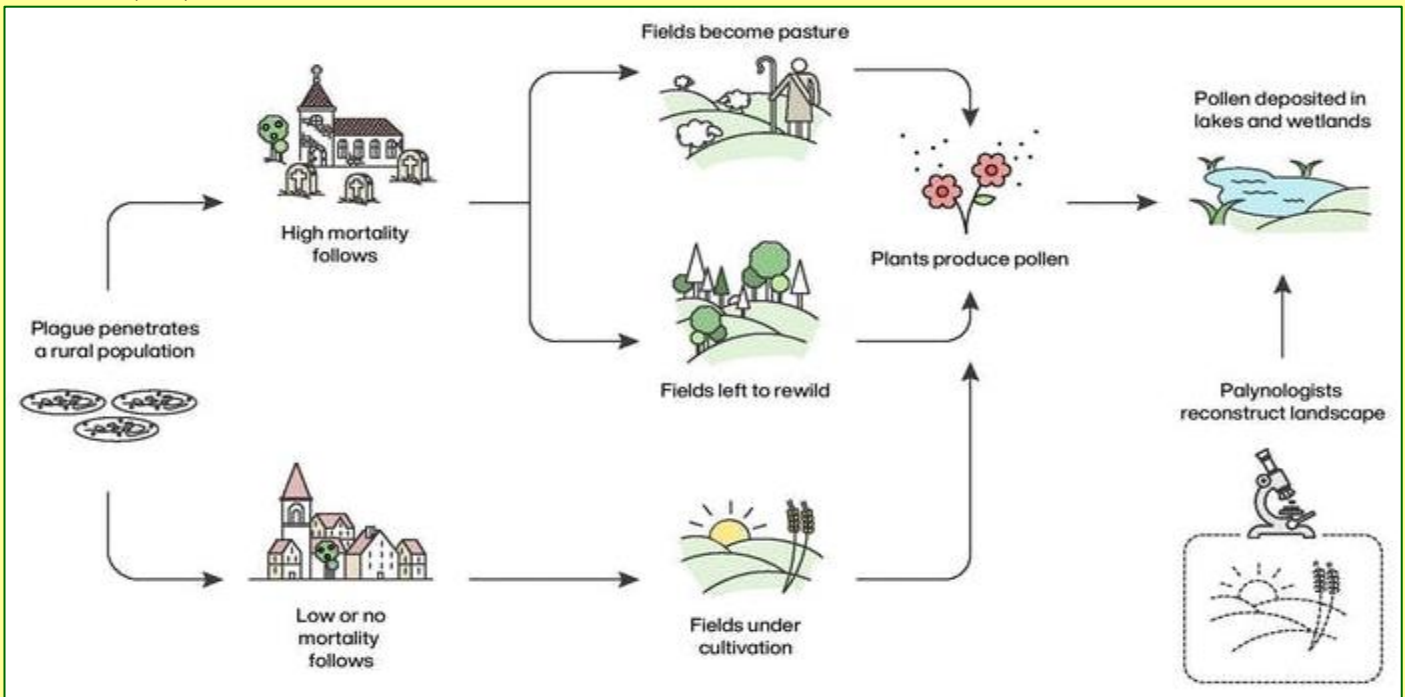 Fields become pasture
Pollen deposited in
lakes and wetlands
High mortality
follows
Plants produce pollen
Plague penetrates
a rural population
Fields left to rewild
Palynologists
reconstruct landscape
Low or no
mortality
follows
Fields under
cultivation